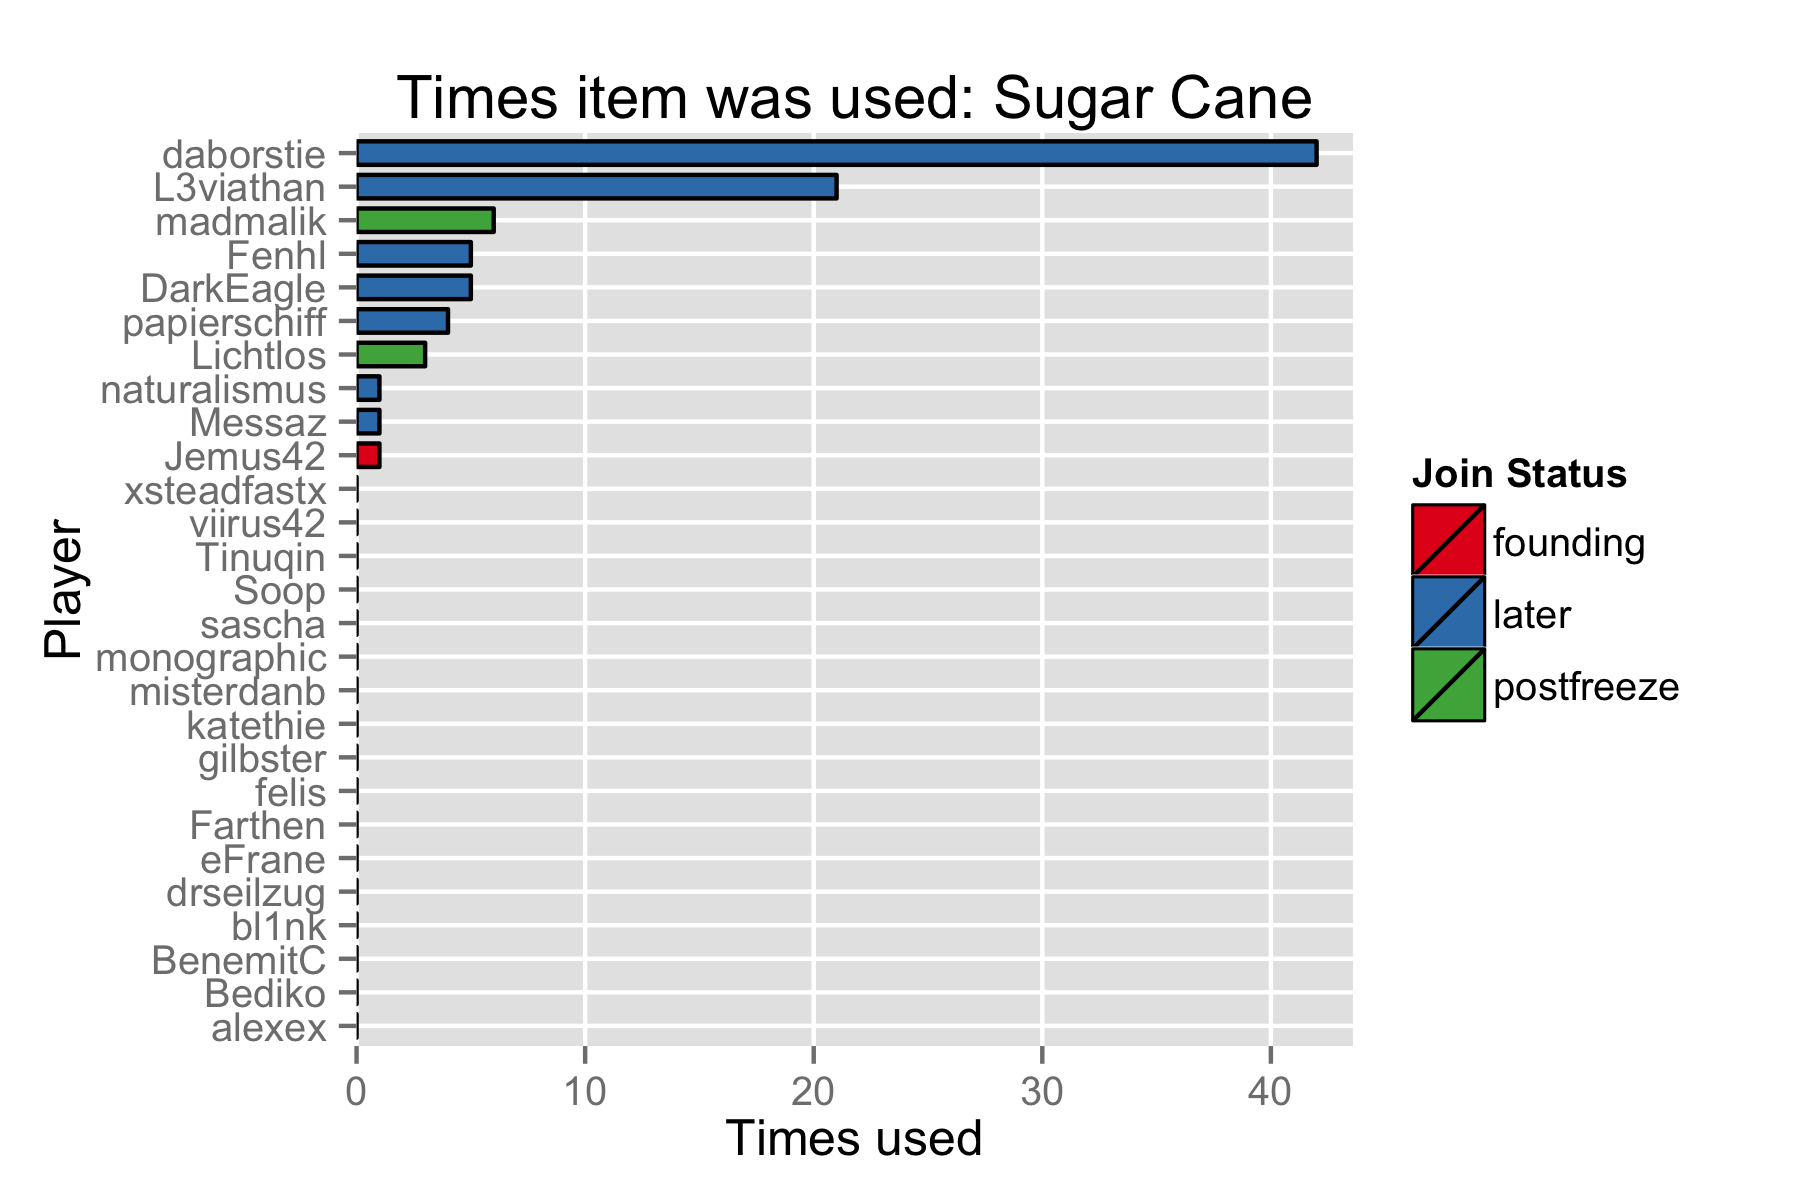 Times item was used: Sugar Cane
daborstie
L3viathan
madmalik
Fenhl
DarkEagle
papierschiff
Lichtlos
naturalismus
Messaz
Jemus42
xsteadfastx
viirus42
Tinuqin
Soop
sascha
monographic
misterdanb
katethie
gilbster
felis
Farthen
eFrane
drseilzug
bl1nk
BenemitC
Bediko
alexex
Player
0 10 20 30 40
Times used
Join Status
founding
later
postfreeze